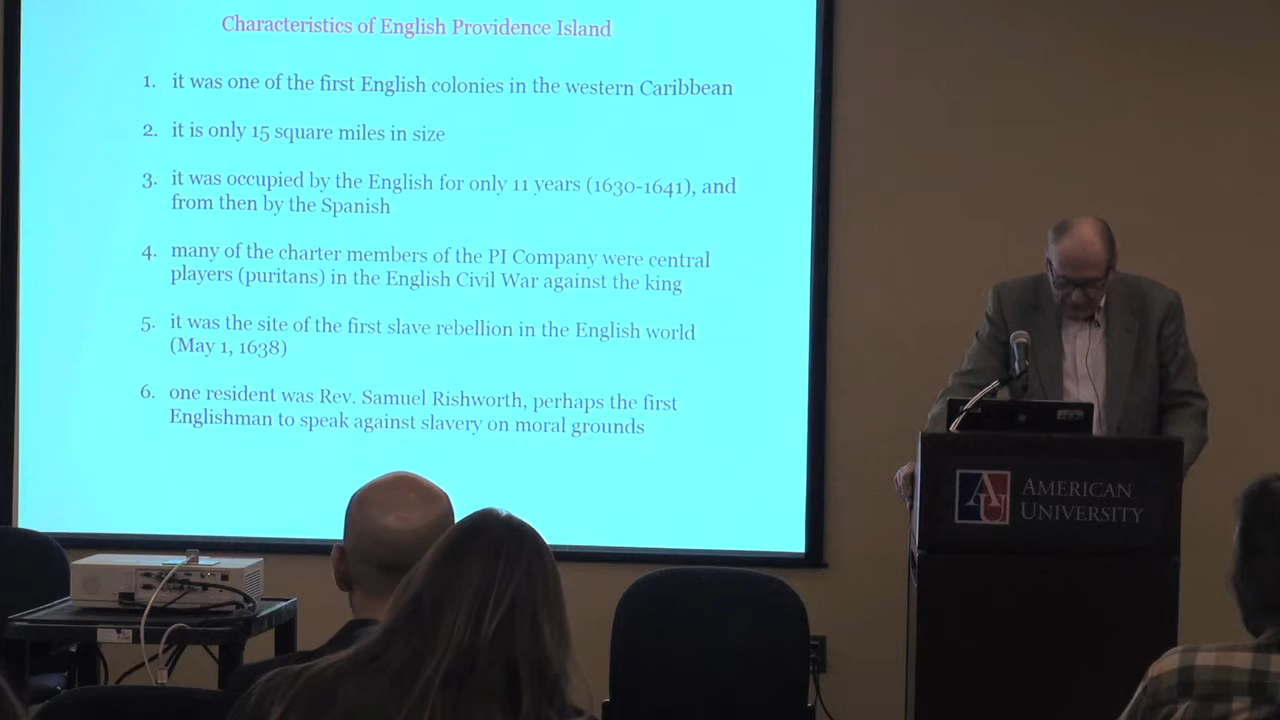 Characteristics of English Providence Island
1. it was one of the first English colonies in the western Caribbean
2. it is only 15 square miles in size
3. it was occupied by the English for only 11 years (1630-1641), and
from then by the Spanish
4. many of the charter members of the PI Company were central
players (puritans) in the English Civil War against the king
5. it was the site of the first slave rebellion in the English world
(May 1, 1638)
6. one resident was Rev. Samuel Rishworth, perhaps the first
Englishman to speak against slavery on moral grounds
AU
AMERICAN
UNIVERSITY